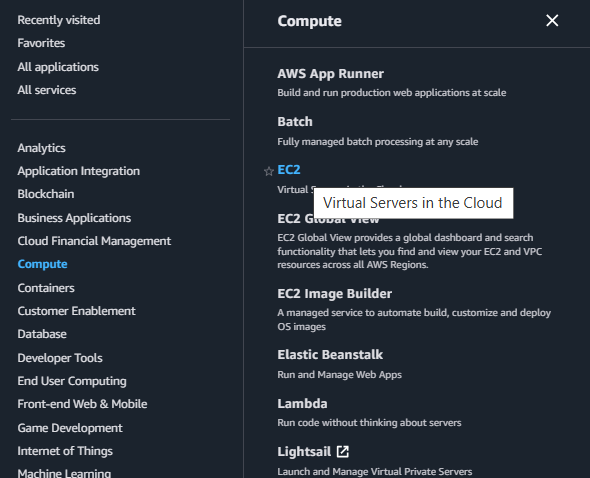 Recently visited
Favorites
All applications
All services
Analytics
Application Integration
Blockchain
Business Applications
Cloud Financial Management
Compute
Containers
Customer Enablement
Database
Developer Tools
End User Computing
Front-end Web & Mobile
Game Development
Internet of Things
Machine Learning
Compute
AWS App Runner
Build and run production web applications at scale
Batch
Fully managed batch processing at any scale
EC2
Virtual Servers in the Cloud
Virtual Servers in the Cloud
EC2 Global View
EC2 Global View provides a global dashboard and search
functionality that lets you find and view your EC2 and VPC
resources across all AWS Regions.
EC2 Image Builder
A managed service to automate build, customize and deploy
OS images
Elastic Beanstalk
Run and Manage Web Apps
Lambda
Run code without thinking about servers
Lightsail
Launch and Manage Virtual Private Servers